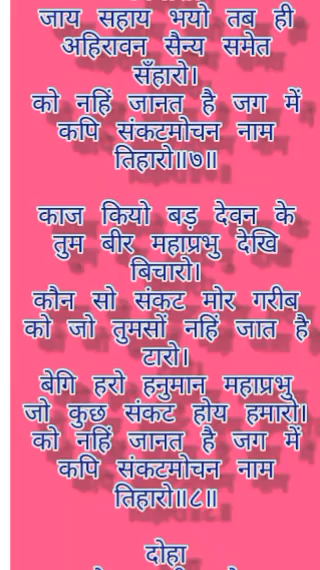 जाय सहाय भयो तब ही
अहिरावन सैन्य समेत
सँहारो।
को नहिं जानत है जग में
कपि संकटमोचन नाम
तिहारो॥७॥
काज कियो बड़ देवन के
तुम बीर महाप्रभु देखि
बिचारो।
कौन सो संकट मोर गरीब
को जो तुमसों नहिं जात है
टारो।
बेगि हरो हनुमान महाप्रभु
जो कुछ संकट होय हमारो।
को नहिं जानत है जग में
कपि संकटमोचन नाम
तिहारो॥८॥
दोहा